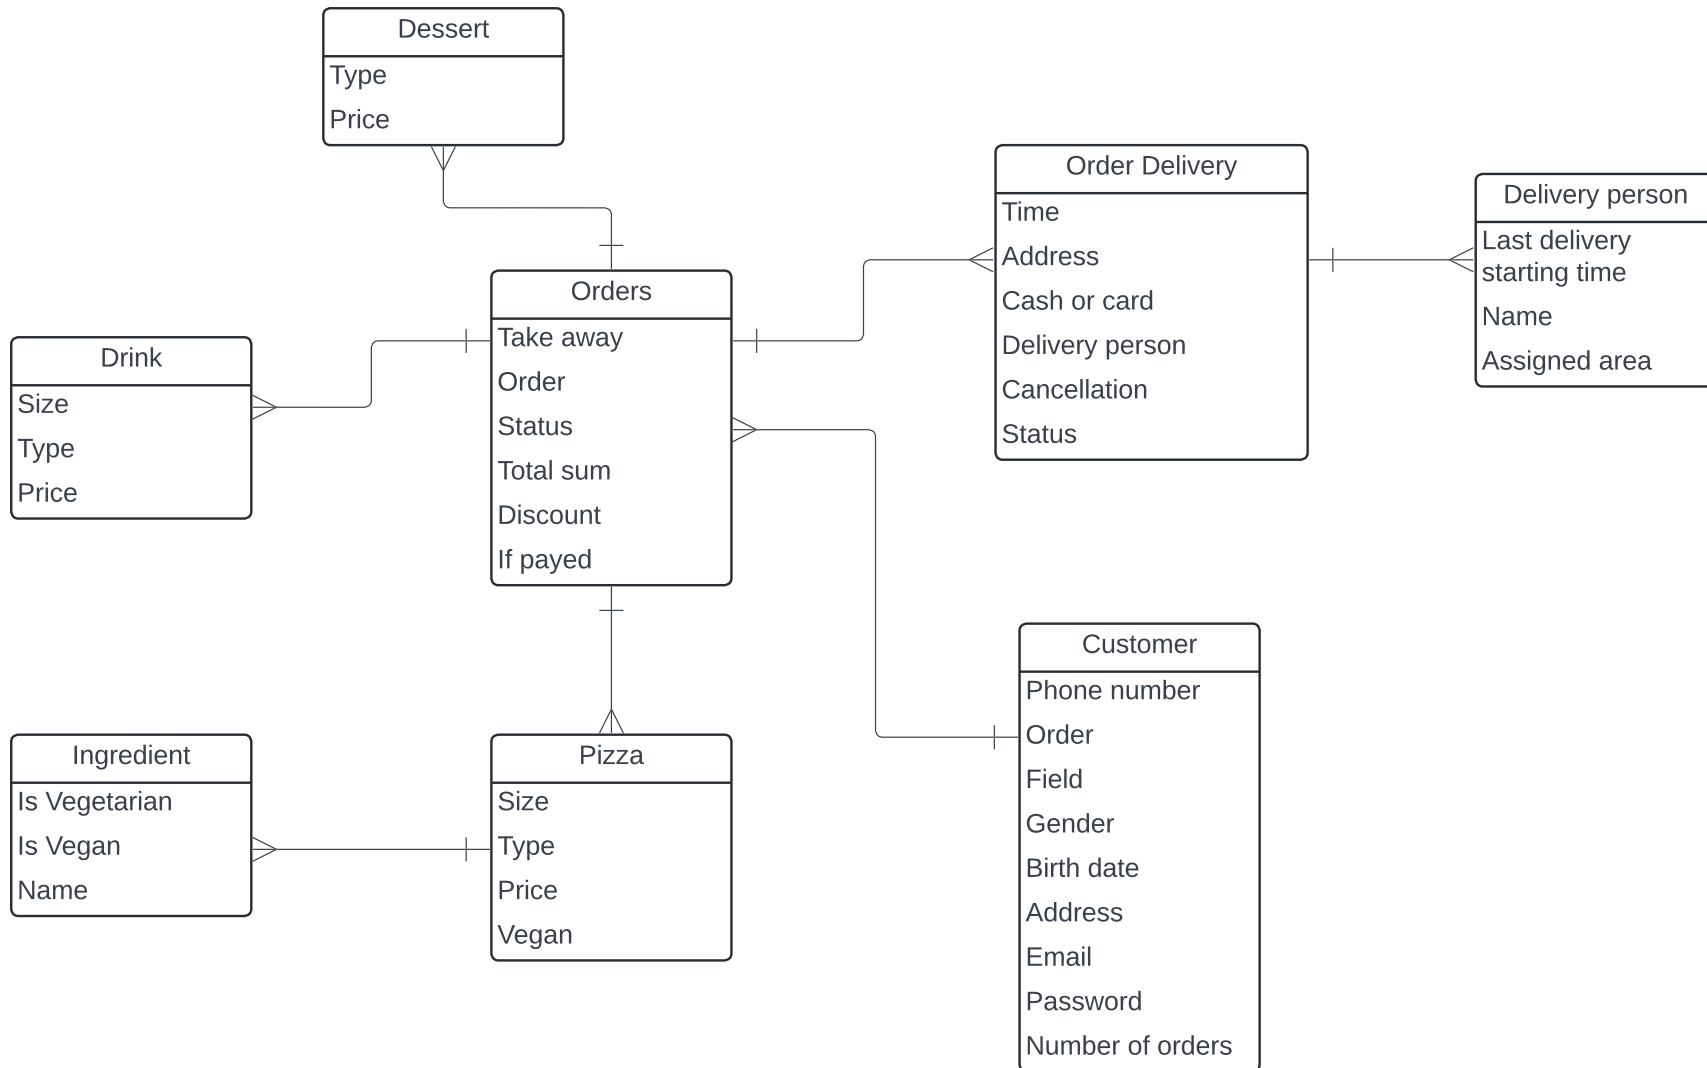 Dessert
Type
Price
Order Delivery
Time
Address
Cash or card
Delivery person
Cancellation
Status
Delivery person
Last delivery
starting time
Name
Assigned area
Orders
Take away
Order
Status
Total sum
Discount
If payed
Drink
Size
Type
Price
Customer
Phone number
Order
Field
Gender
Birth date
Address
Email
Password
Number of orders
Ingredient
Is Vegetarian
Is Vegan
Name
Pizza
Size
Type
Price
Vegan